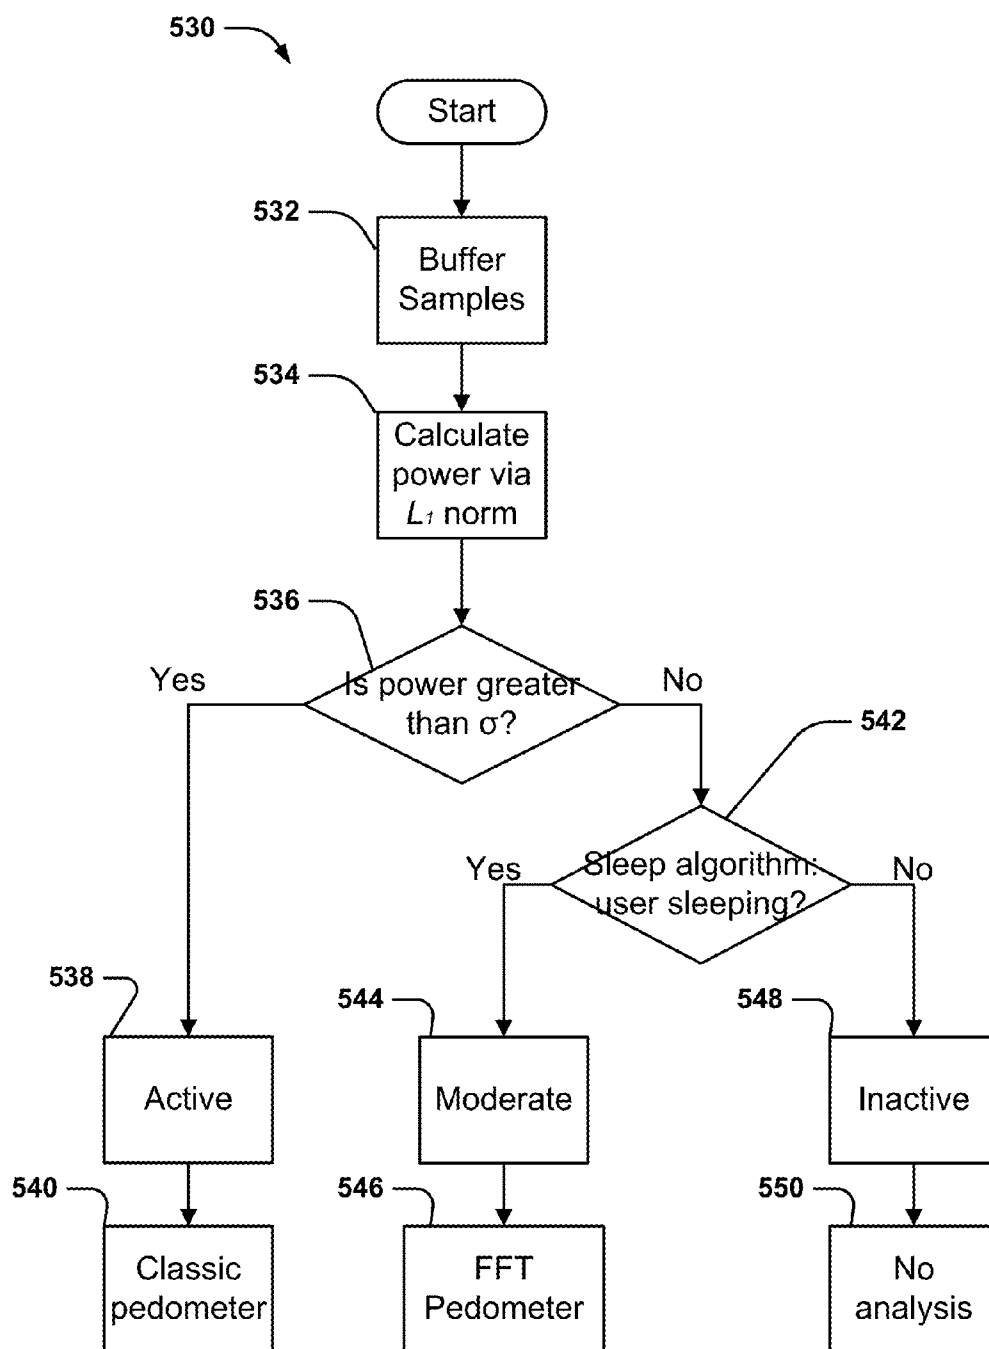 530
Start
532
Buffer
Samples
534
Calculate
power via
L1 norm
536
Yes
Is power greater
than σ?
No
542
Yes
Sleep algorithm:
user sleeping?
No
538
Active
544
Moderate
548
Inactive
540
Classic
pedometer
546
FFT
Pedometer
550
No
analysis